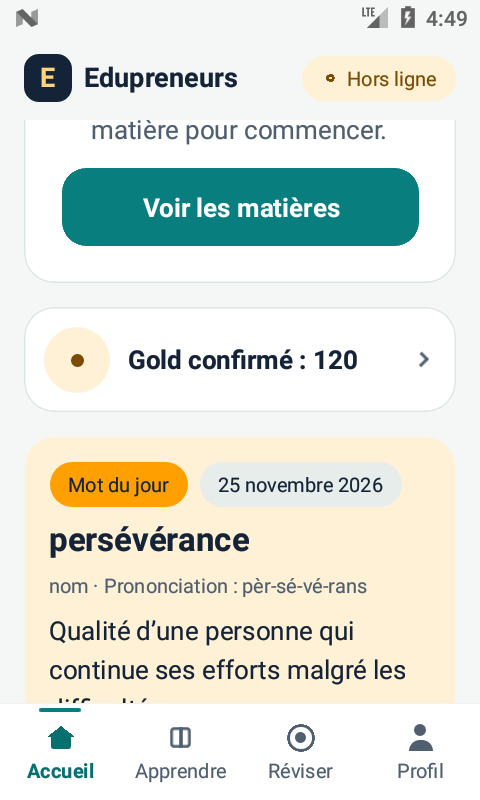 LTE 4:49
E Edupreneurs Hors ligne
matière pour commencer.
Voir les matières
Gold confirmé : 120
Mot du jour 25 novembre 2026
persévérance
nom · Prononciation : pèr-sé-vé-rans
Qualité d’une personne qui
continue ses efforts malgré les
Accueil Apprendre Réviser Profil